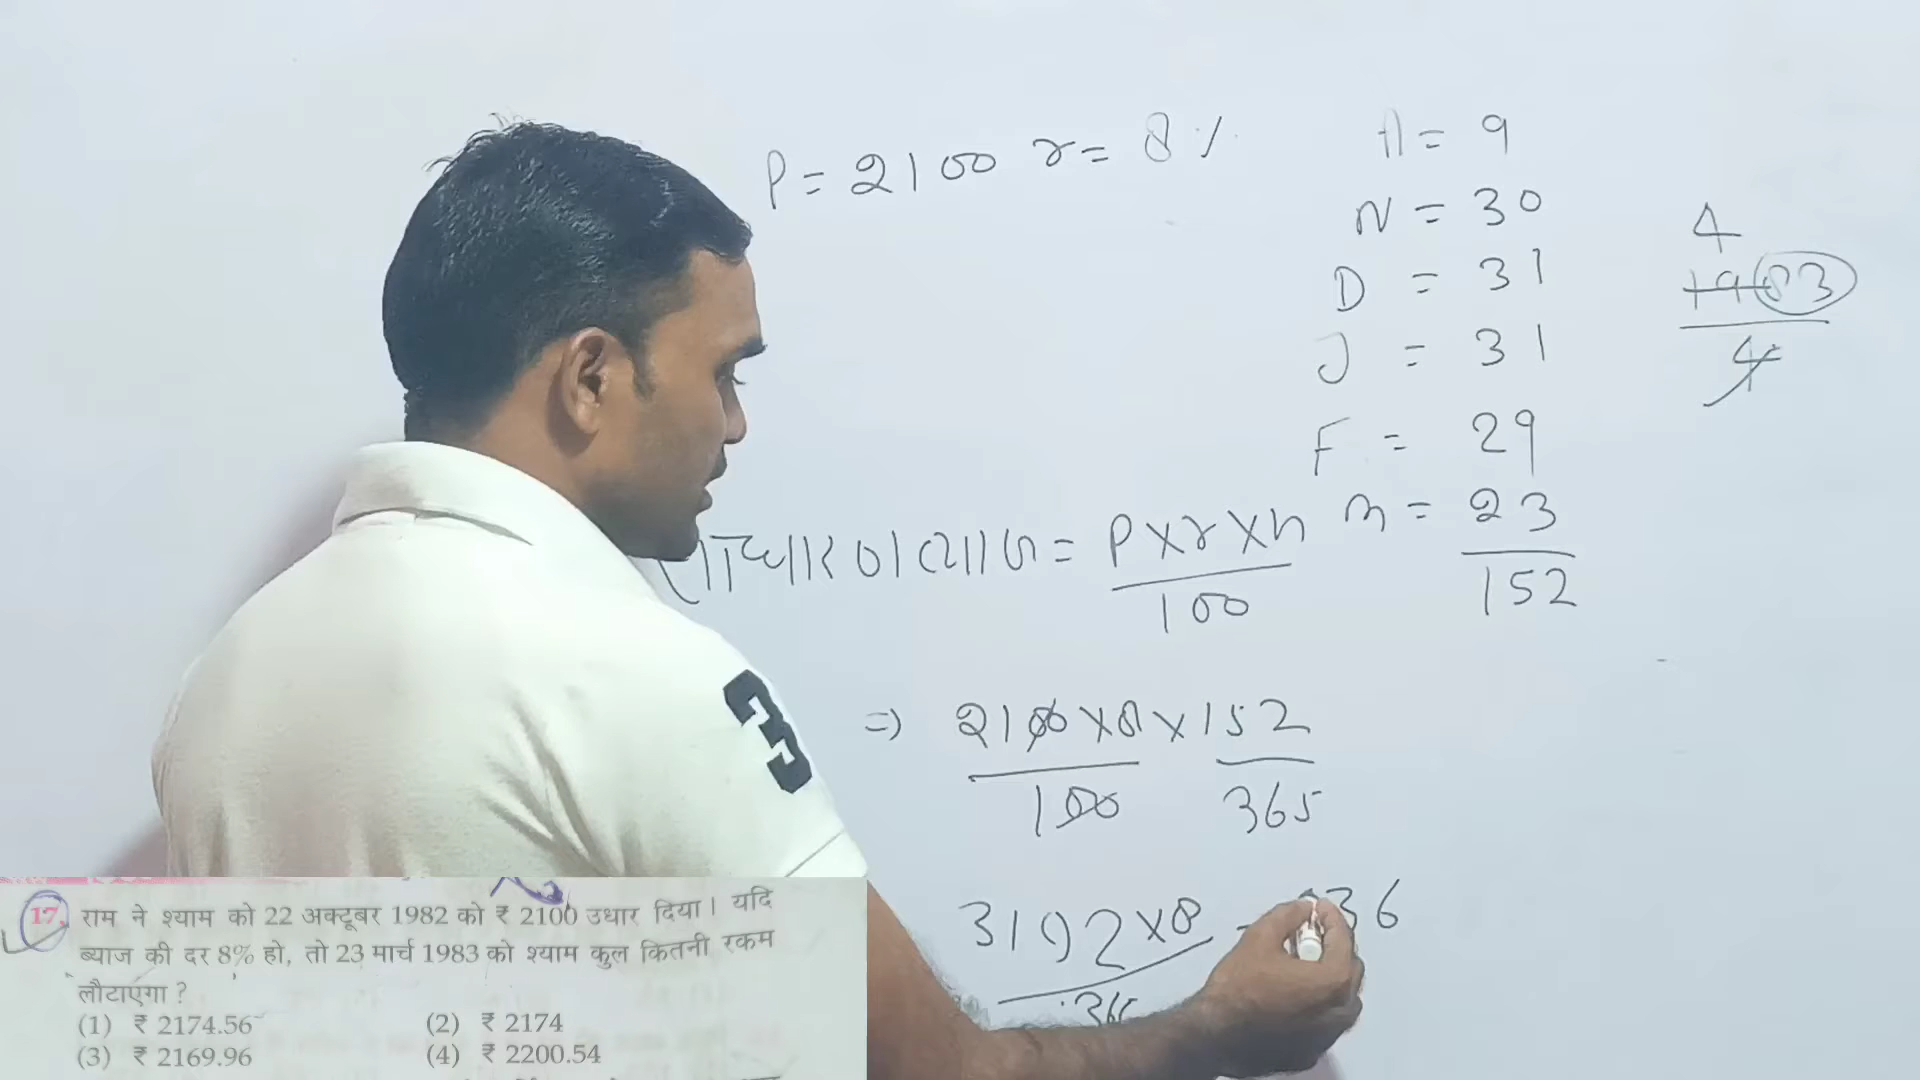 P = 2100 r = 8%
A = 9
N = 30
D = 31
J = 31
F = 29
m = 23
152
4
1983
4
साधारण ब्याज = P×r×n
100
=) 2100 ×8 × 152
100 365
3192×8
36
3
17. राम ने श्याम को 22 अक्टूबर 1982 को ₹ 2100 उधार दिया। यदि
ब्याज की दर 8% हो, तो 23 मार्च 1983 को श्याम कुल कितनी रकम
लौटाएगा ?
(1) ₹ 2174.56 (2) ₹ 2174
(3) ₹ 2169.96 (4) ₹ 2200.54